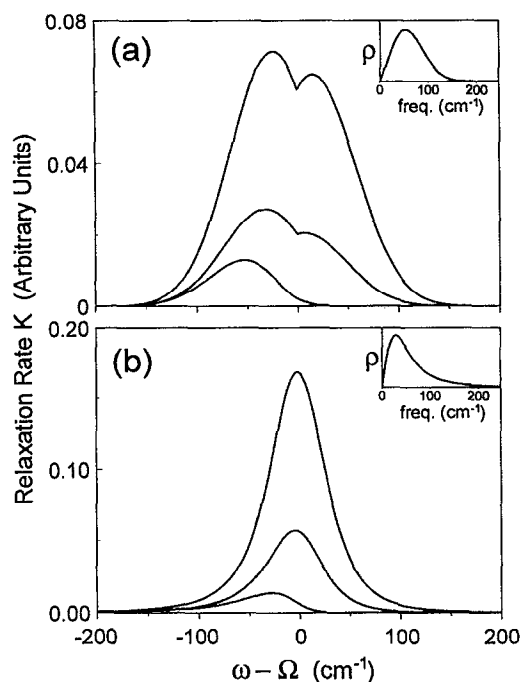 0.08
(a)
ρ
0 100 200
freq. (cm⁻¹)
0.04
0
Relaxation Rate K (Arbitrary Units)
0.20
(b)
ρ
0 100 200
freq. (cm⁻¹)
0.10
0.00
-200 -100 0 100 200
ω – Ω (cm⁻¹)